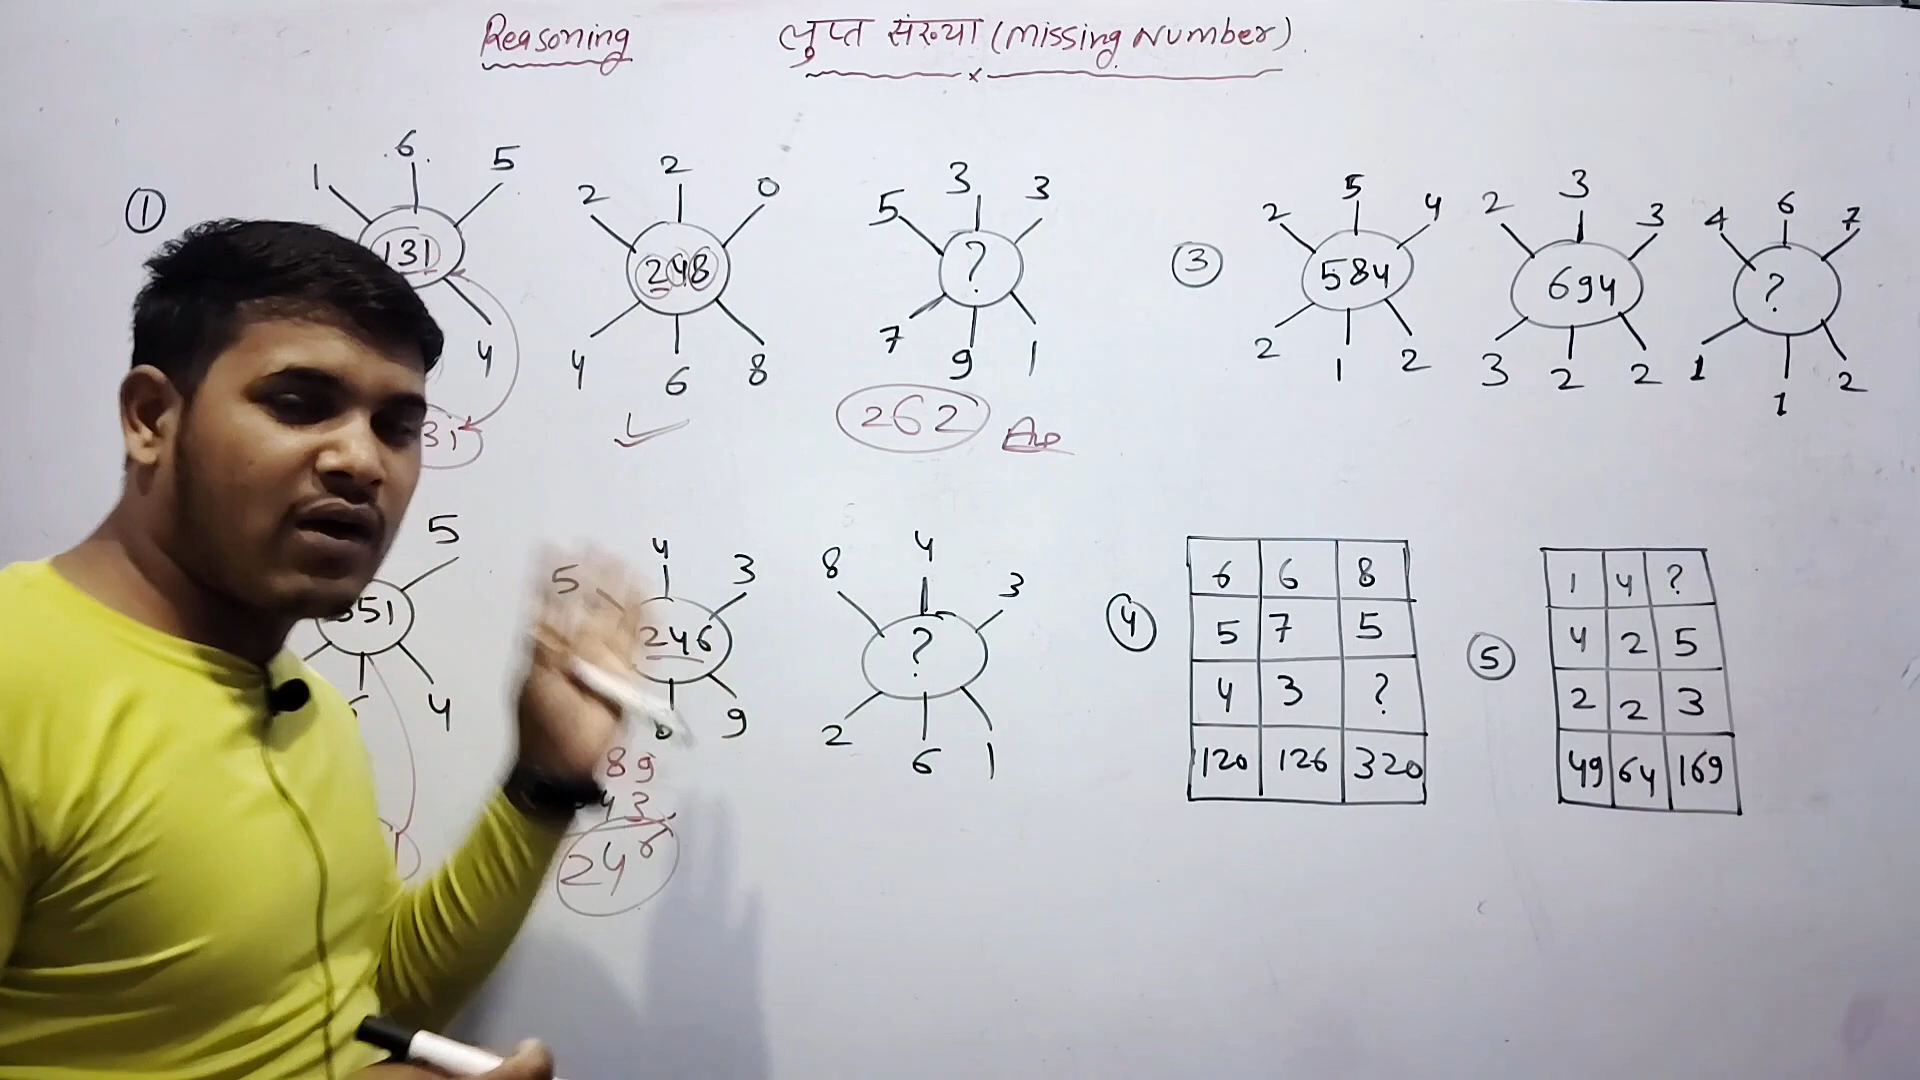 Reasoning लुप्त संख्या (Missing Number)
① 1 6 5
131
4
31
2 2 0
248
4 6 8
5 3 3
?
7 9 1
262 Ans
③ 2 5 4
584
2 1 2
2 3 3
694
3 2 2
4 6 7
?
1 1 2
5
351
4
5 4 3
246
9
89
43
246
8 4 3
?
2 6 1
④
6 6 8
5 7 5
4 3 ?
120 126 320
⑤
1 4 ?
4 2 5
2 2 3
49 64 169